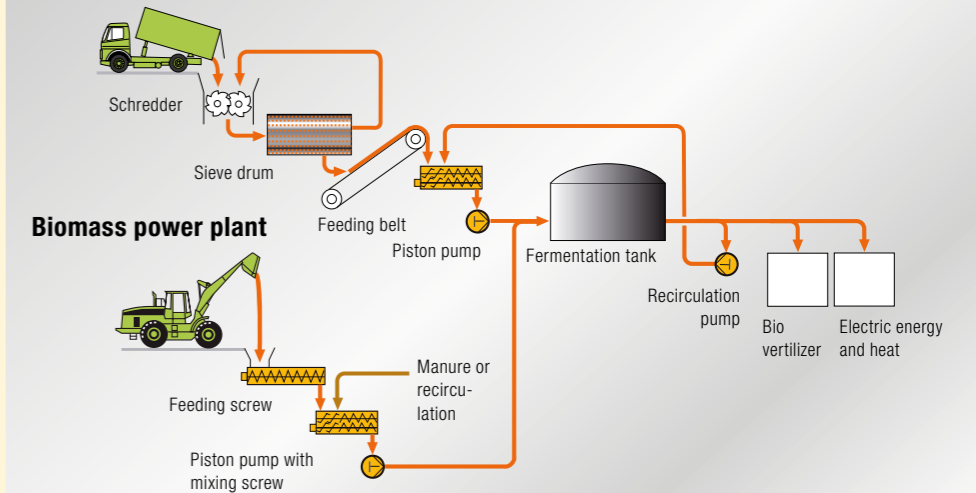 Schredder
Sieve drum
Feeding belt
Biomass power plant
Piston pump
Fermentation tank
Recirculation
pump
Bio
vertilizer
Electric energy
and heat
Manure or
recircu-
lation
Feeding screw
Piston pump with
mixing screw